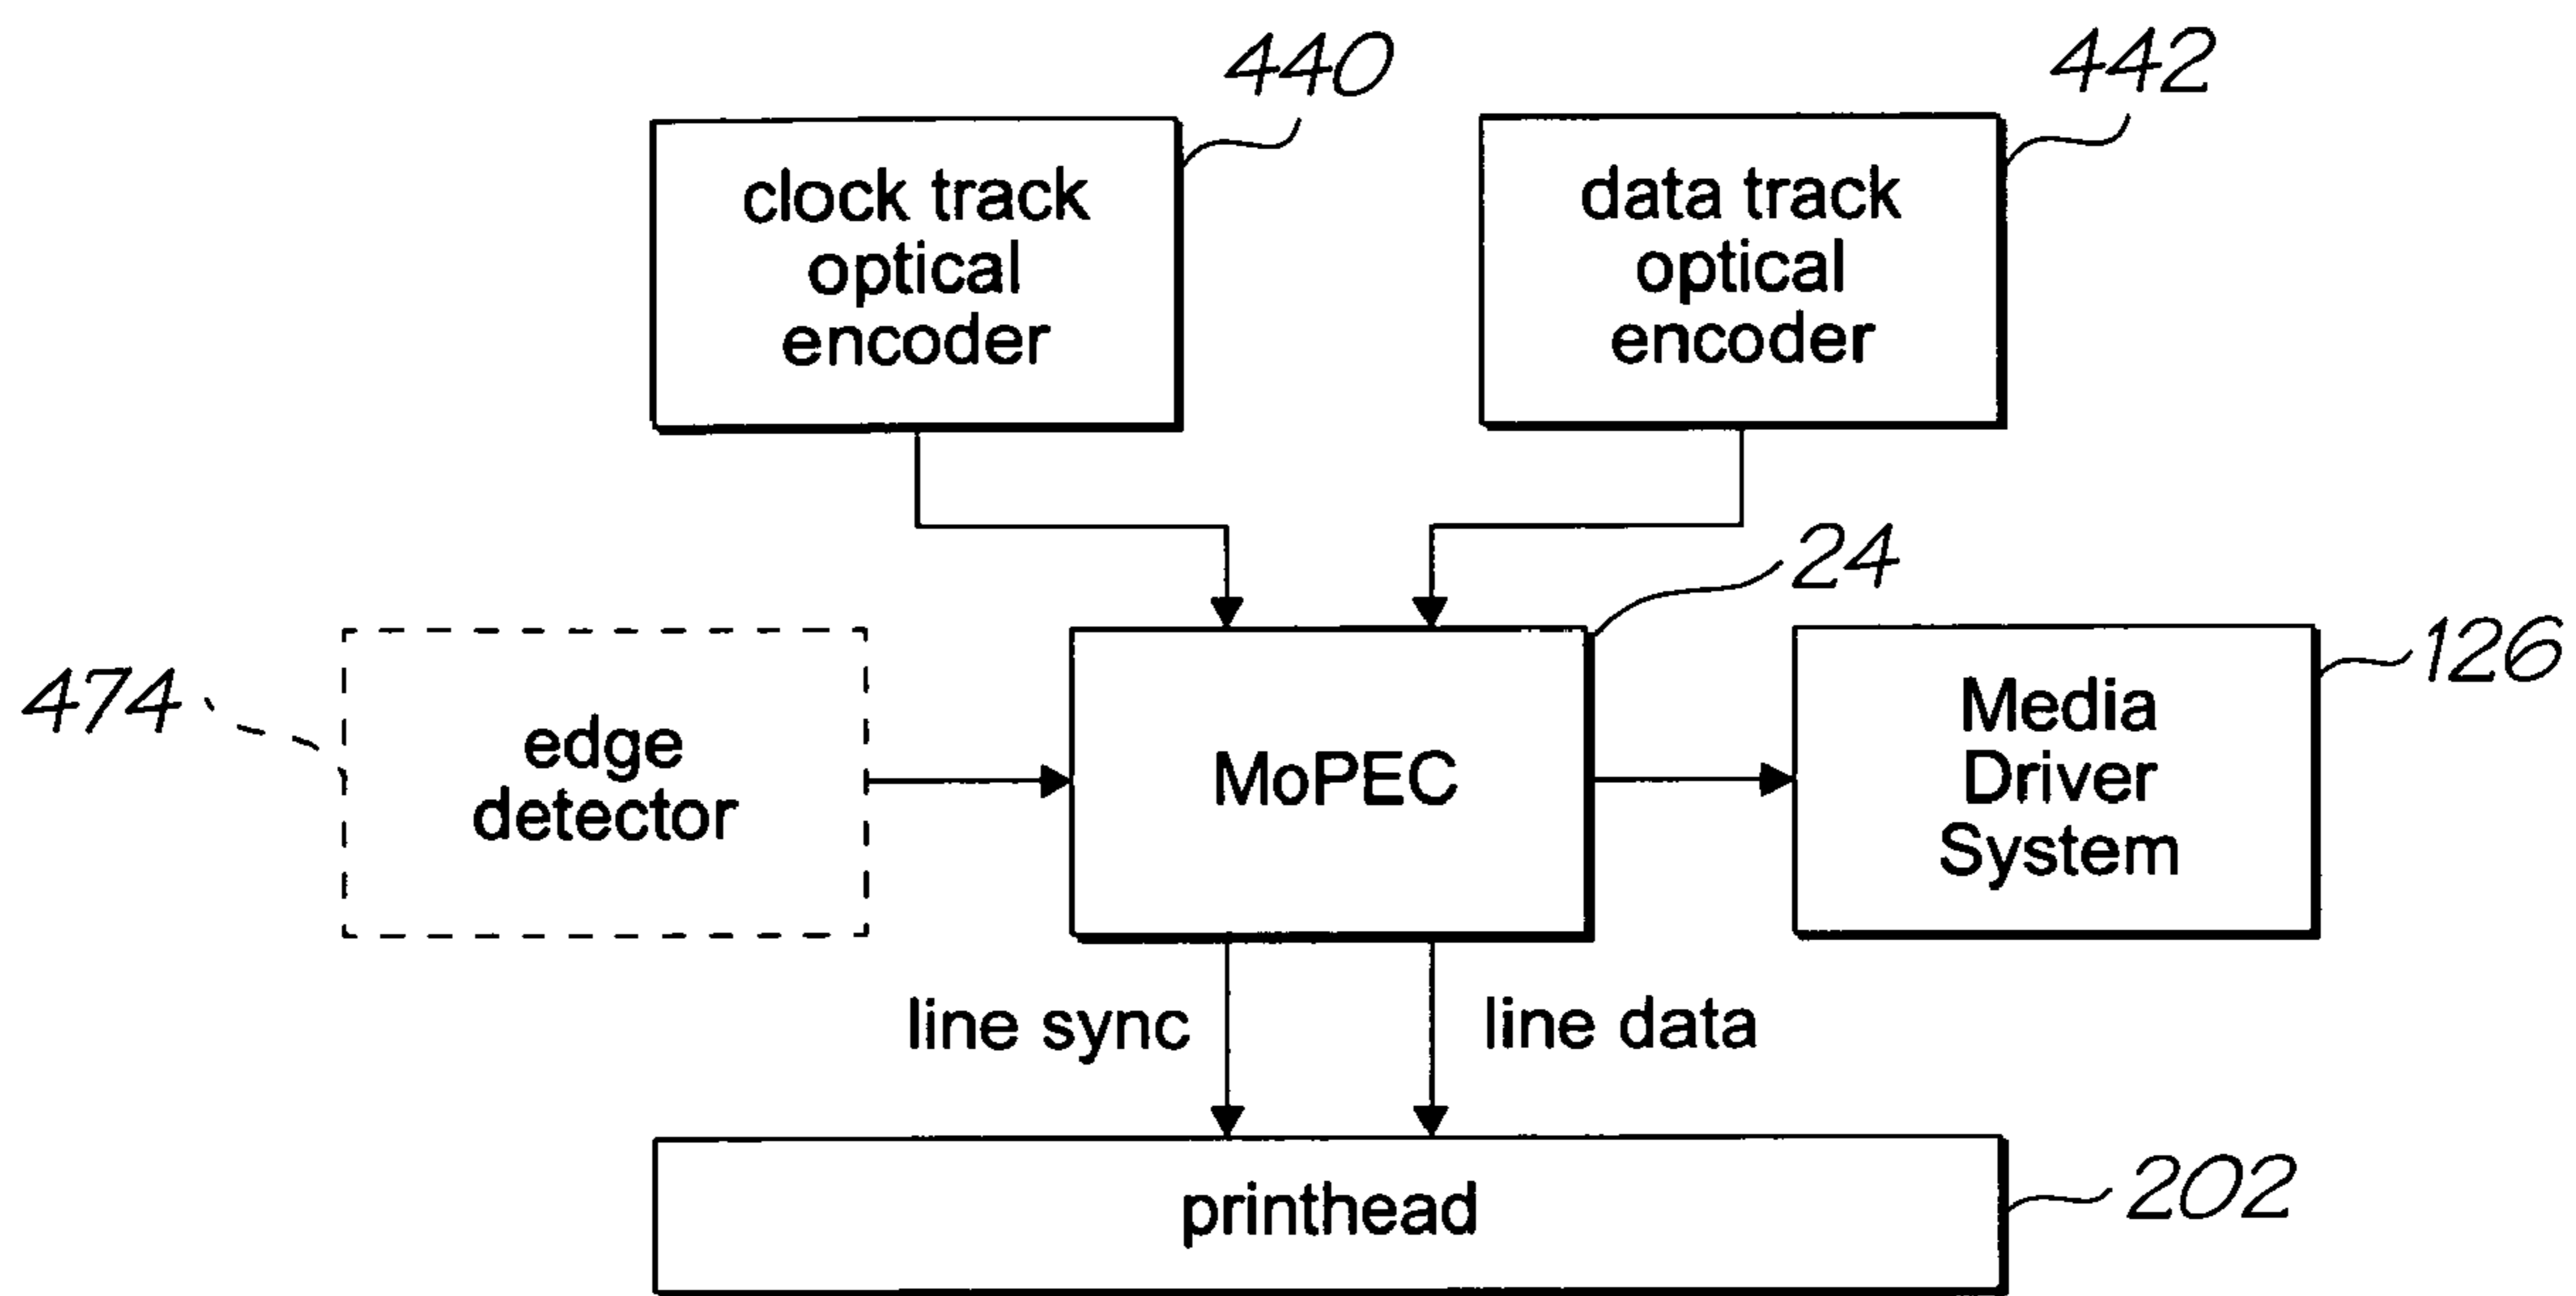 440
442
clock track
optical
encoder
data track
optical
encoder
24
126
474
edge
detector
MoPEC
Media
Driver
System
line sync
line data
printhead
202